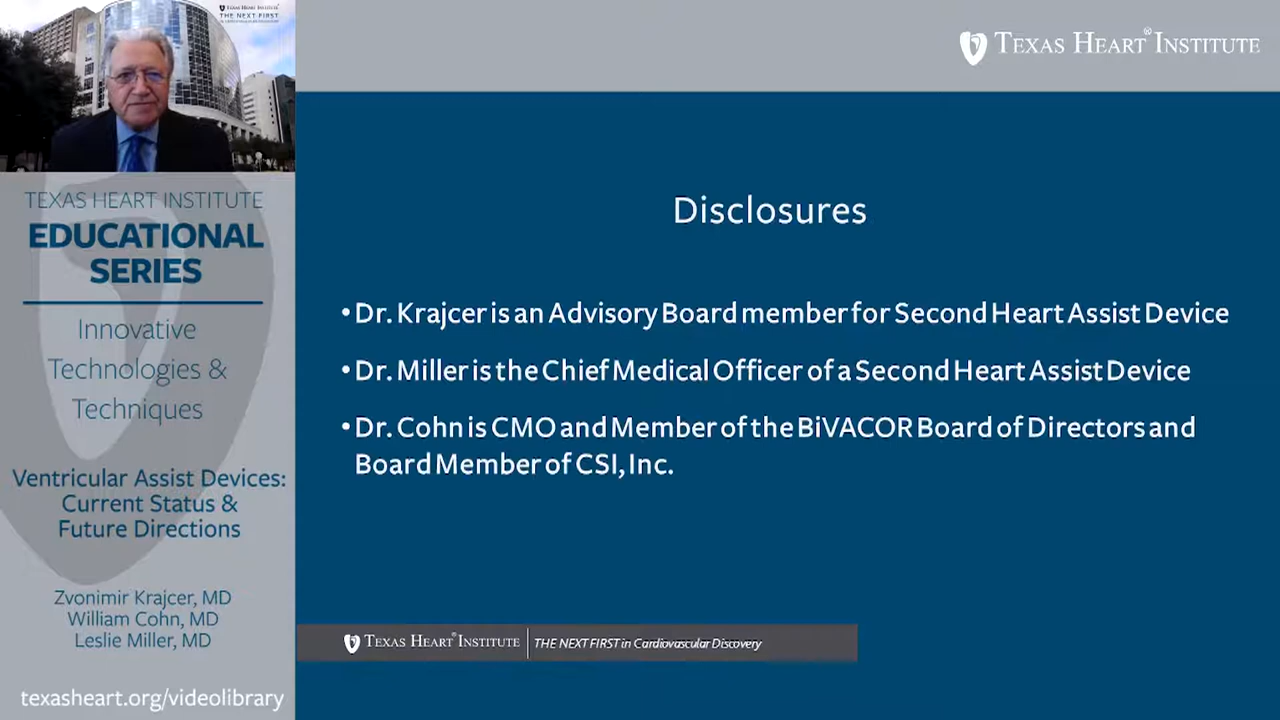 TEXAS HEART INSTITUTE
THE NEXT FIRST
TEXAS HEART® INSTITUTE
TEXAS HEART INSTITUTE
EDUCATIONAL
SERIES
Innovative
Technologies &
Techniques
Ventricular Assist Devices:
Current Status &
Future Directions
Zvonimir Krajcer, MD
William Cohn, MD
Leslie Miller, MD
texasheart.org/videolibrary
Disclosures
• Dr. Krajcer is an Advisory Board member for Second Heart Assist Device
• Dr. Miller is the Chief Medical Officer of a Second Heart Assist Device
• Dr. Cohn is CMO and Member of the BiVACOR Board of Directors and
Board Member of CSI, Inc.
TEXAS HEART® INSTITUTE THE NEXT FIRST in Cardiovascular Discovery